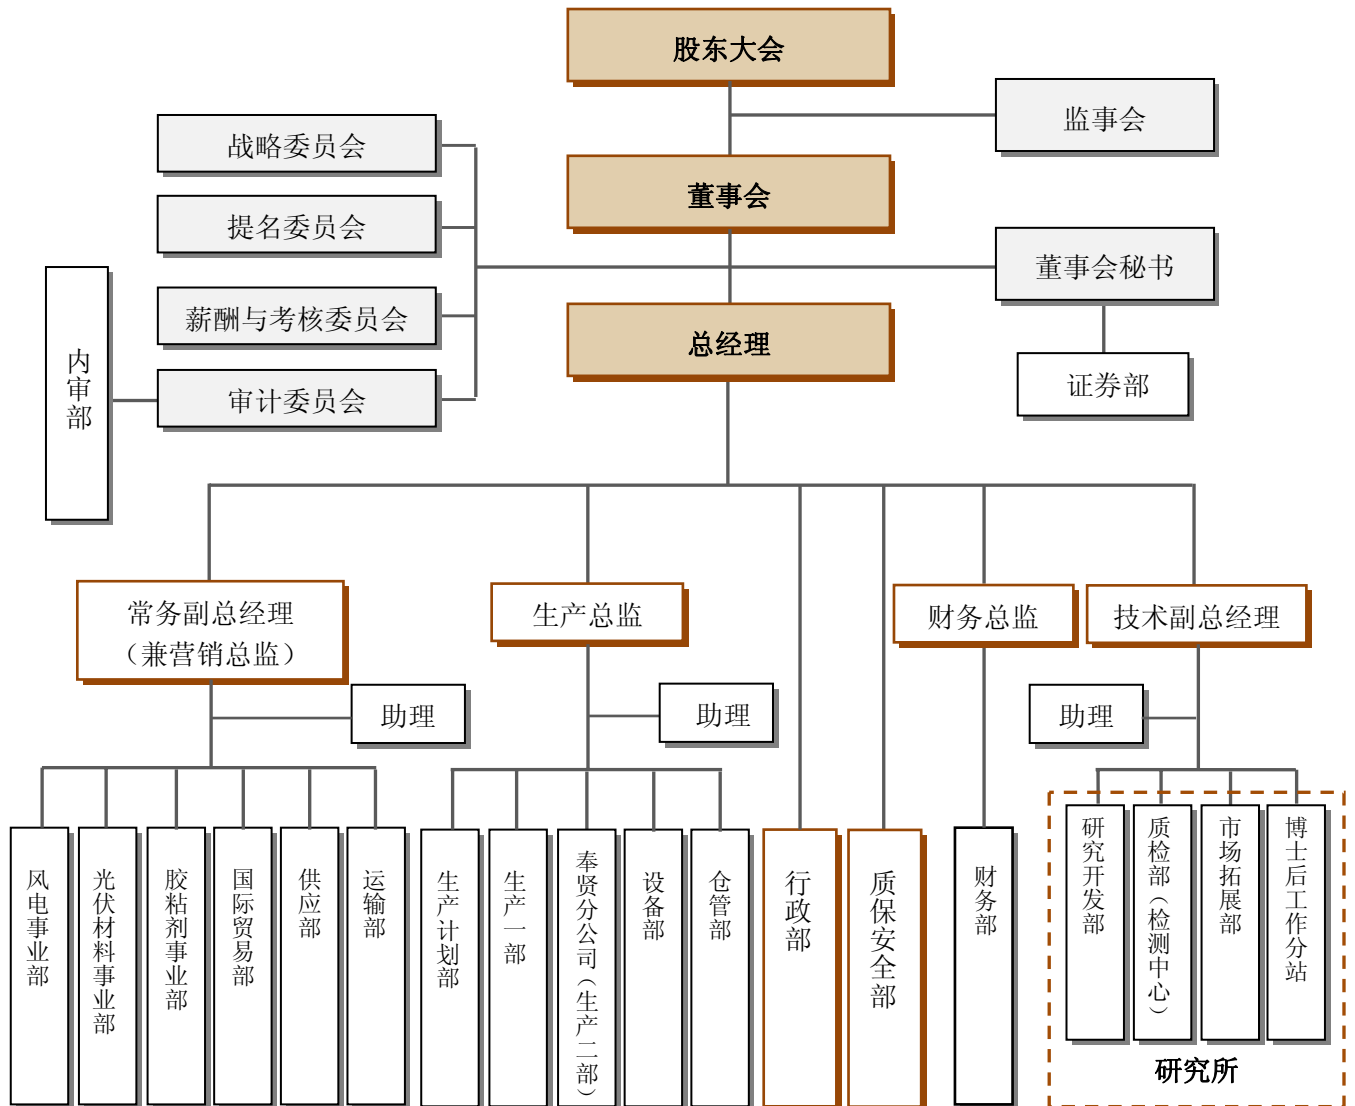 股东大会
监事会
战略委员会
董事会
提名委员会
董事会秘书
薪酬与考核委员会
总经理
内审部
审计委员会
证券部
常务副总经理
（兼营销总监）
生产总监
财务总监
技术副总经理
助理
助理
助理
风电事业部
光伏材料事业部
胶粘剂事业部
国际贸易部
供应部
运输部
生产计划部
生产一部
奉贤分公司（生产二部）
设备部
仓管部
行政部
质保安全部
财务部
研究开发部
质检部（检测中心）
市场拓展部
博士后工作分站
研究所